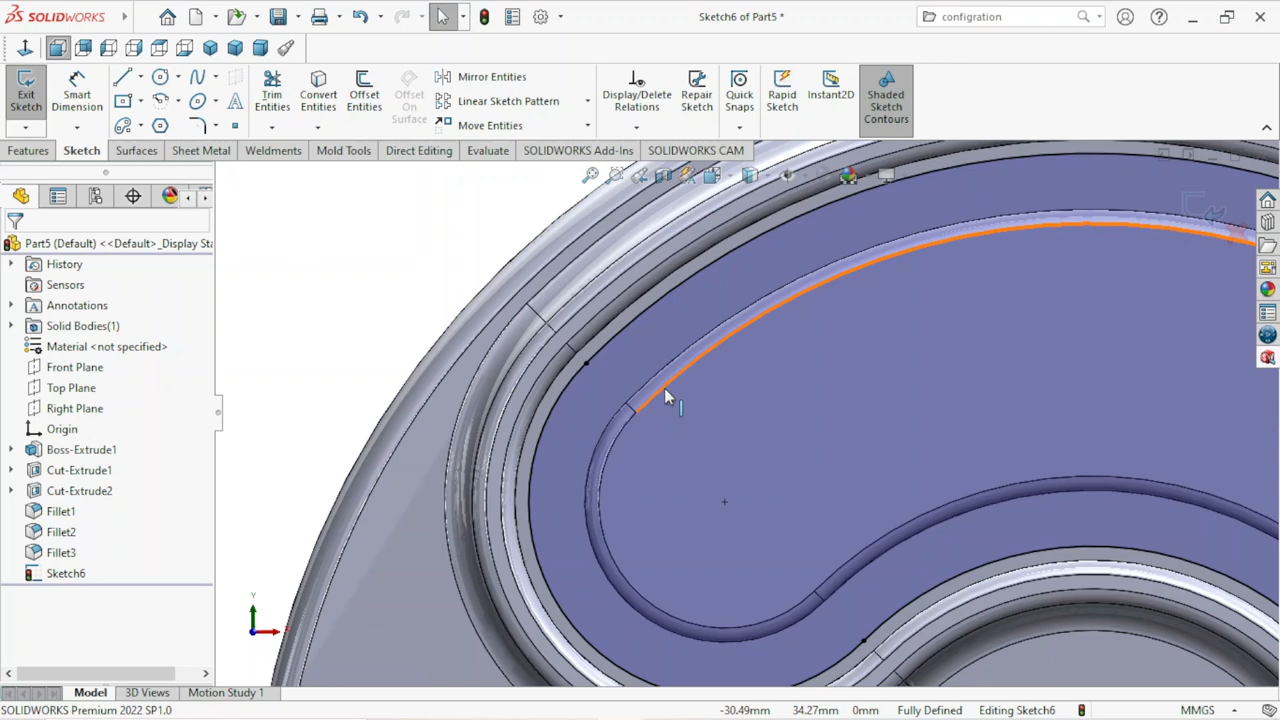 SOLIDWORKS
Sketch6 of Part5 *
configration
Exit Sketch
Smart Dimension
Trim Entities
Convert Entities
Offset Entities
Offset On Surface
Mirror Entities
Linear Sketch Pattern
Move Entities
Display/Delete Relations
Repair Sketch
Quick Snaps
Rapid Sketch
Instant2D
Shaded Sketch Contours
Features
Sketch
Surfaces
Sheet Metal
Weldments
Mold Tools
Direct Editing
Evaluate
SOLIDWORKS Add-Ins
SOLIDWORKS CAM
Part5 (Default) <<Default>_Display Sta
History
Sensors
Annotations
Solid Bodies(1)
Material <not specified>
Front Plane
Top Plane
Right Plane
Origin
Boss-Extrude1
Cut-Extrude1
Cut-Extrude2
Fillet1
Fillet2
Fillet3
Sketch6
Y
Model
3D Views
Motion Study 1
SOLIDWORKS Premium 2022 SP1.0
-30.49mm
34.27mm
0mm
Fully Defined
Editing Sketch6
MMGS